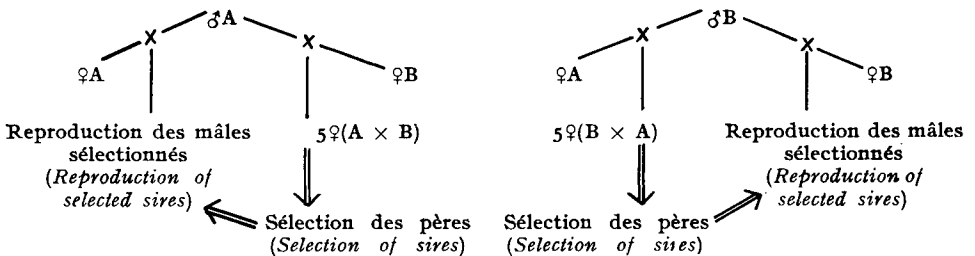 ♂A ♂B
× × × ×
♀A ♀B ♀A ♀B
Reproduction des mâles
sélectionnés
(Reproduction of
selected sires)
5♀(A × B)
5♀(B × A)
Reproduction des mâles
sélectionnés
(Reproduction of
selected sires)
Sélection des pères
(Selection of sires)
Sélection des pères
(Selection of sires)